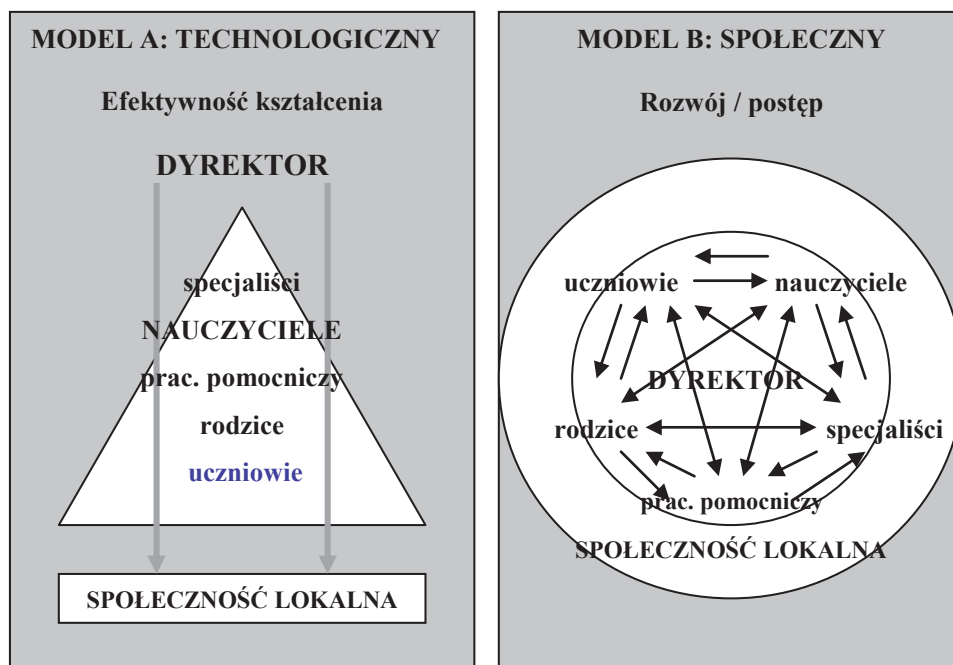 MODEL A: TECHNOLOGICZNY
Efektywność kształcenia
DYREKTOR
specjaliści
NAUCZYCIELE
prac. pomocniczy
rodzice
uczniowie
SPOŁECZNOŚĆ LOKALNA
MODEL B: SPOŁECZNY
Rozwój / postęp
uczniowie
nauczyciele
DYREKTOR
rodzice
specjaliści
prac. pomocniczy
SPOŁECZNOŚĆ LOKALNA